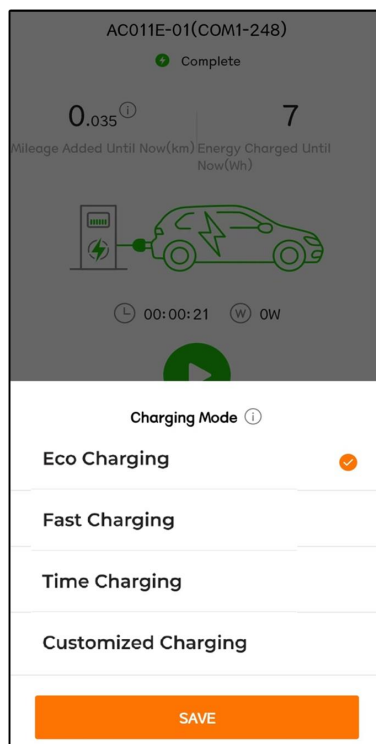 AC011E-01(COM1-248)
Complete
0.035
7
Mileage Added Until Now(km)
Energy Charged Until
Now(Wh)
00:00:21
W
0W
Charging Mode
Eco Charging
Fast Charging
Time Charging
Customized Charging
SAVE